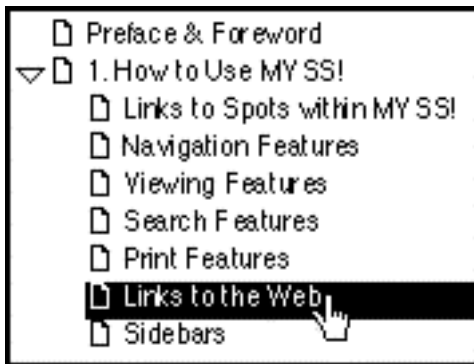 Preface & Foreword
1. How to Use MY SS!
Links to Spots within MY SS!
Navigation Features
Viewing Features
Search Features
Print Features
Links to the Web
Sidebars